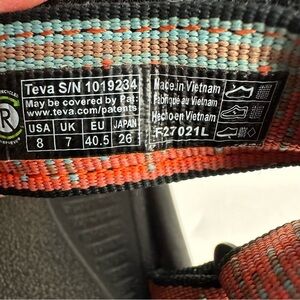 R
Teva S/N 1019234
May be covered by Pat:
www.teva.com/patents
USA UK EU JAPAN
8 7 40.5 26
Made in Vietnam
Fabriqué au Vietnam
Hecho en Vietnam
F27021L